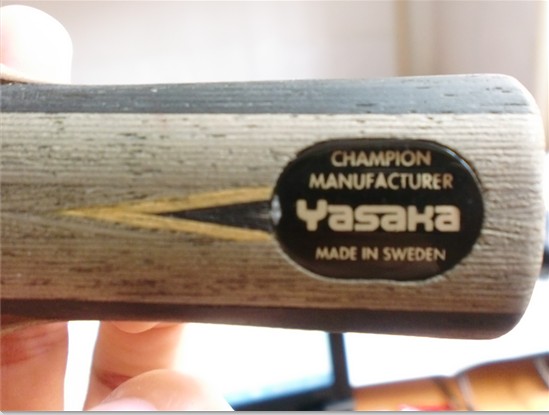 CHAMPION
MANUFACTURER
Yasaka
MADE IN SWEDEN